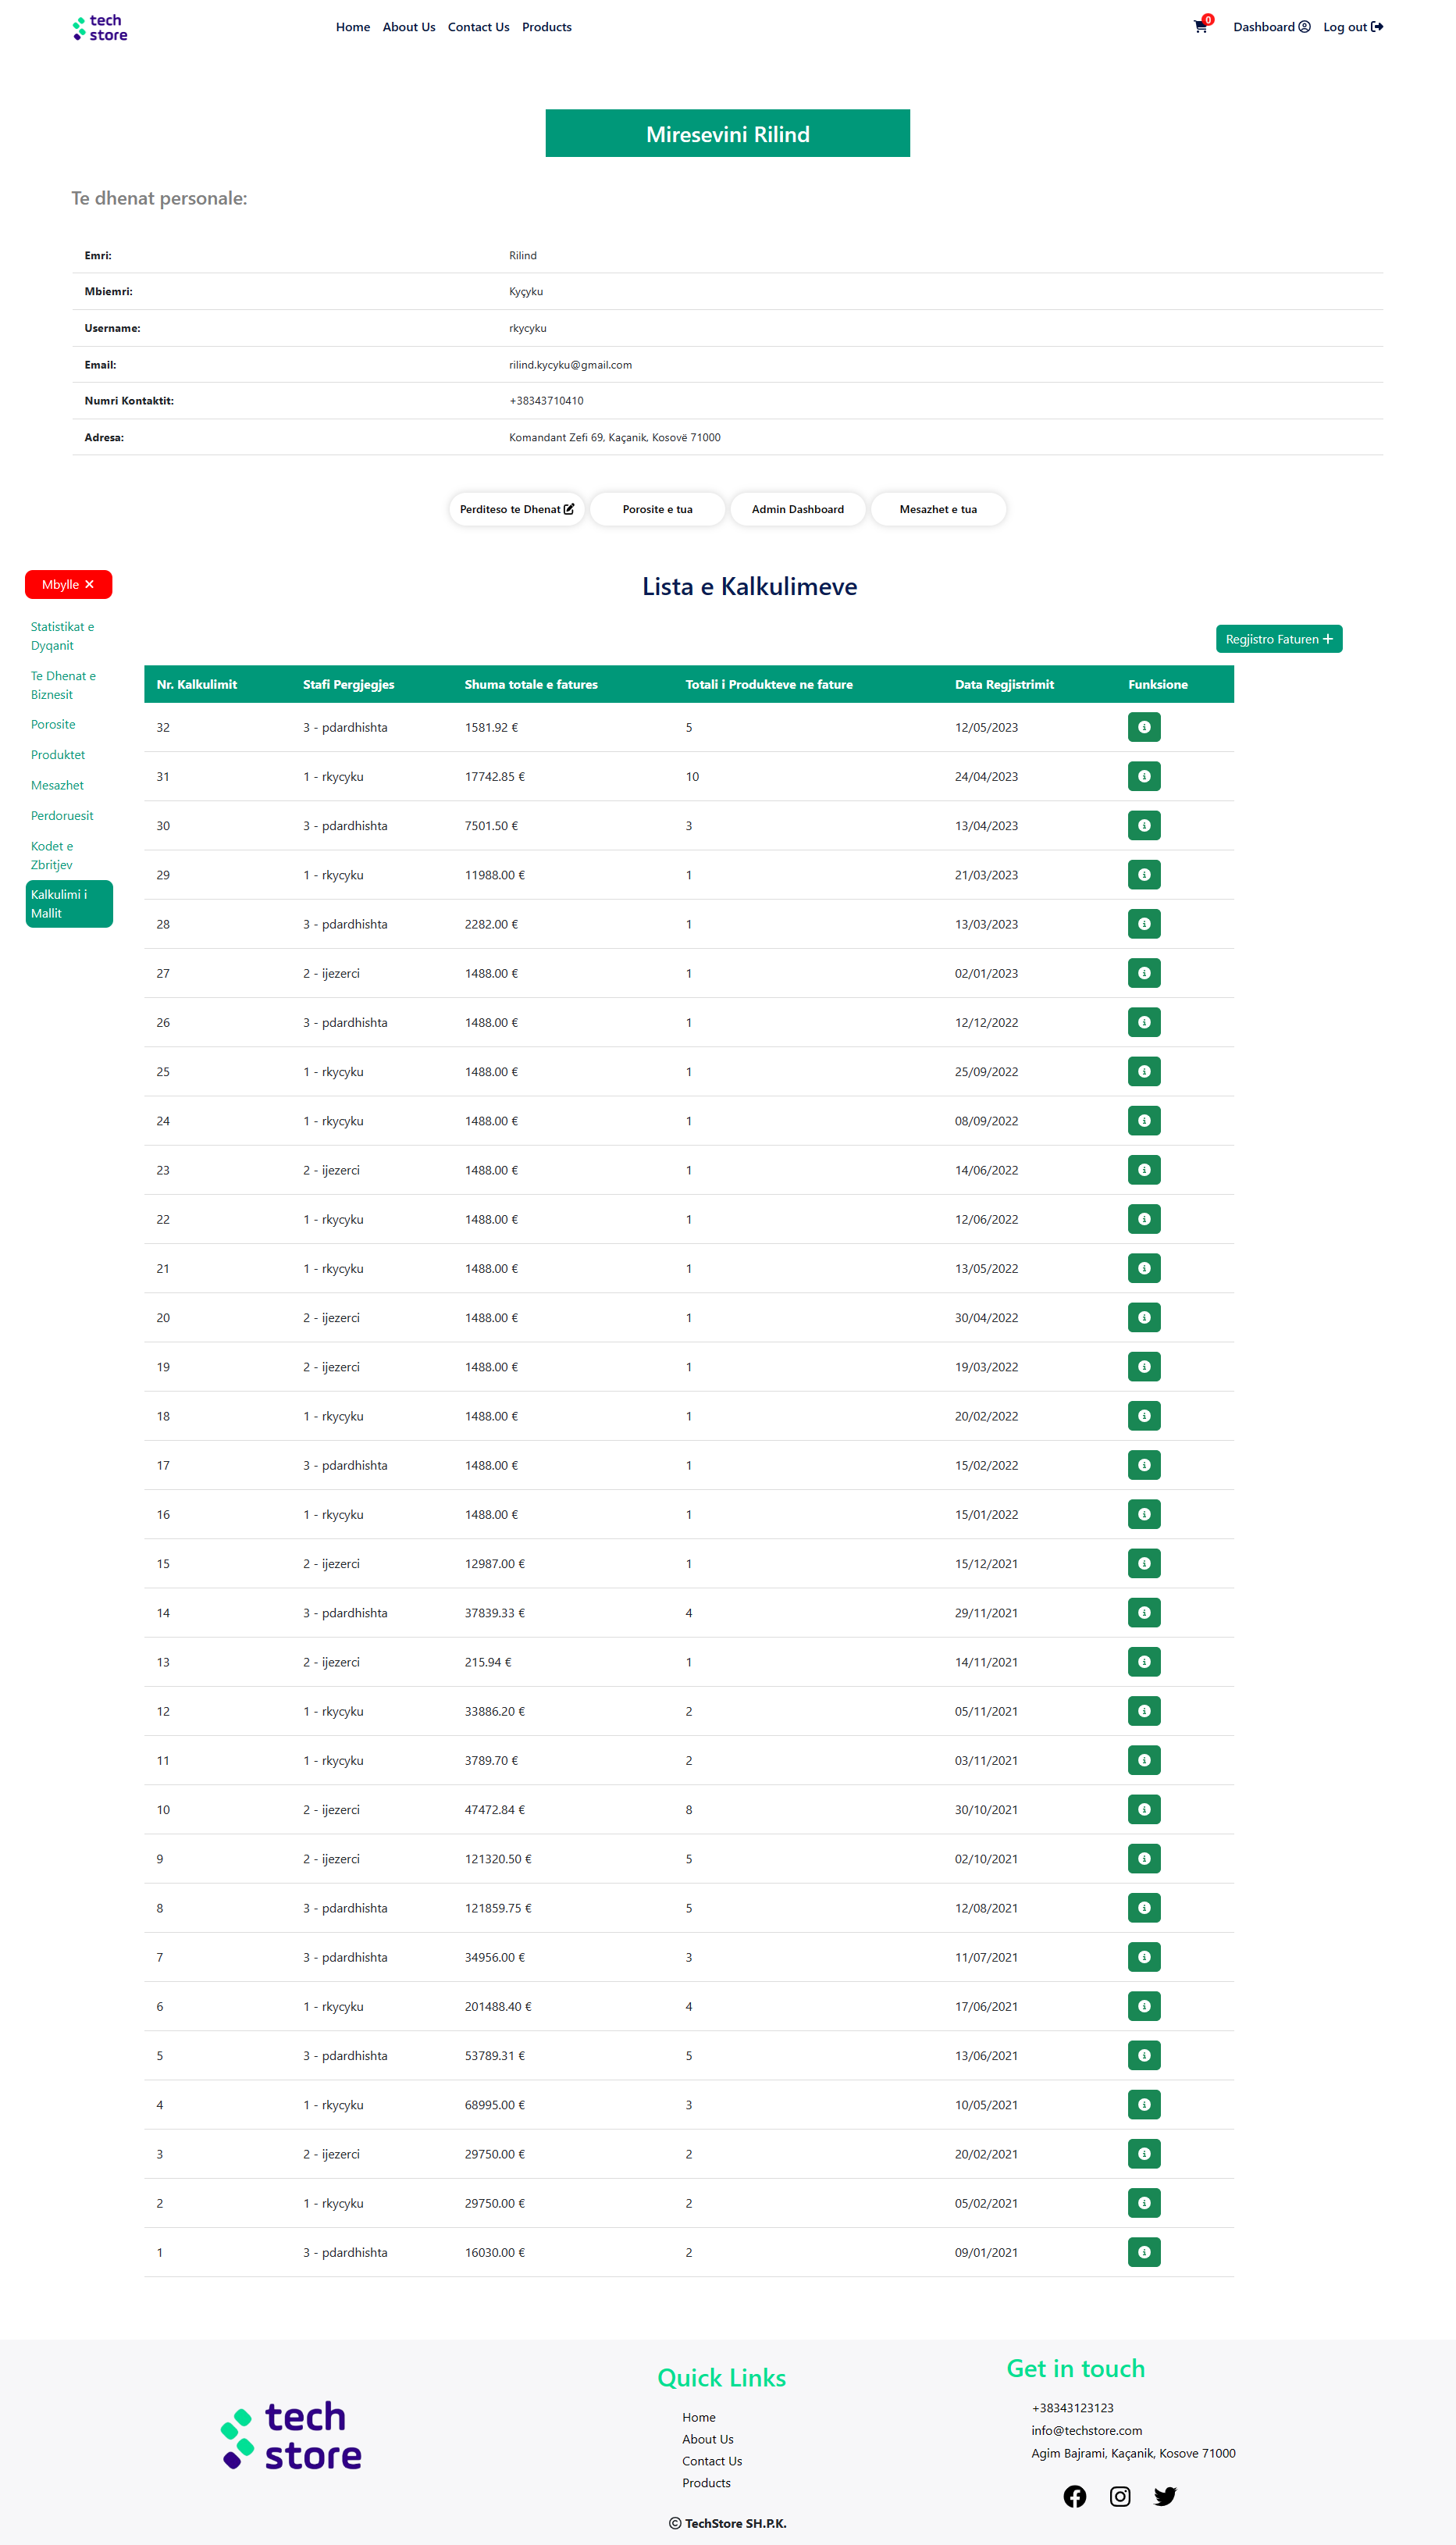 tech
store
Home About Us Contact Us Products
0
Dashboard Log out
Miresevini Rilind
Te dhenat personale:
Emri: Rilind
Mbiemri: Kyçyku
Username: rkycyku
Email: rilind.kycyku@gmail.com
Numri Kontaktit: +38343710410
Adresa: Komandant Zefi 69, Kaçanik, Kosovë 71000
Perditeso te Dhenat Porosite e tua Admin Dashboard Mesazhet e tua
Mbylle
Statistikat e
Dyqanit
Te Dhenat e
Biznesit
Porosite
Produktet
Mesazhet
Perdoruesit
Kodet e
Zbritjev
Kalkulimi i
Mallit
Lista e Kalkulimeve
Regjistro Faturen +
Nr. Kalkulimit Stafi Pergjegjes Shuma totale e fatures Totali i Produkteve ne fature Data Regjistrimit Funksione
32 3 - pdardhishta 1581.92 € 5 12/05/2023
31 1 - rkycyku 17742.85 € 10 24/04/2023
30 3 - pdardhishta 7501.50 € 3 13/04/2023
29 1 - rkycyku 11988.00 € 1 21/03/2023
28 3 - pdardhishta 2282.00 € 1 13/03/2023
27 2 - ijezerci 1488.00 € 1 02/01/2023
26 3 - pdardhishta 1488.00 € 1 12/12/2022
25 1 - rkycyku 1488.00 € 1 25/09/2022
24 1 - rkycyku 1488.00 € 1 08/09/2022
23 2 - ijezerci 1488.00 € 1 14/06/2022
22 1 - rkycyku 1488.00 € 1 12/06/2022
21 1 - rkycyku 1488.00 € 1 13/05/2022
20 2 - ijezerci 1488.00 € 1 30/04/2022
19 2 - ijezerci 1488.00 € 1 19/03/2022
18 1 - rkycyku 1488.00 € 1 20/02/2022
17 3 - pdardhishta 1488.00 € 1 15/02/2022
16 1 - rkycyku 1488.00 € 1 15/01/2022
15 2 - ijezerci 12987.00 € 1 15/12/2021
14 3 - pdardhishta 37839.33 € 4 29/11/2021
13 2 - ijezerci 215.94 € 1 14/11/2021
12 1 - rkycyku 33886.20 € 2 05/11/2021
11 1 - rkycyku 3789.70 € 2 03/11/2021
10 2 - ijezerci 47472.84 € 8 30/10/2021
9 2 - ijezerci 121320.50 € 5 02/10/2021
8 3 - pdardhishta 121859.75 € 5 12/08/2021
7 3 - pdardhishta 34956.00 € 3 11/07/2021
6 1 - rkycyku 201488.40 € 4 17/06/2021
5 3 - pdardhishta 53789.31 € 5 13/06/2021
4 1 - rkycyku 68995.00 € 3 10/05/2021
3 2 - ijezerci 29750.00 € 2 20/02/2021
2 1 - rkycyku 29750.00 € 2 05/02/2021
1 3 - pdardhishta 16030.00 € 2 09/01/2021
tech
store
Quick Links
Home
About Us
Contact Us
Products
Get in touch
+38343123123
info@techstore.com
Agim Bajrami, Kaçanik, Kosove 71000
© TechStore SH.P.K.